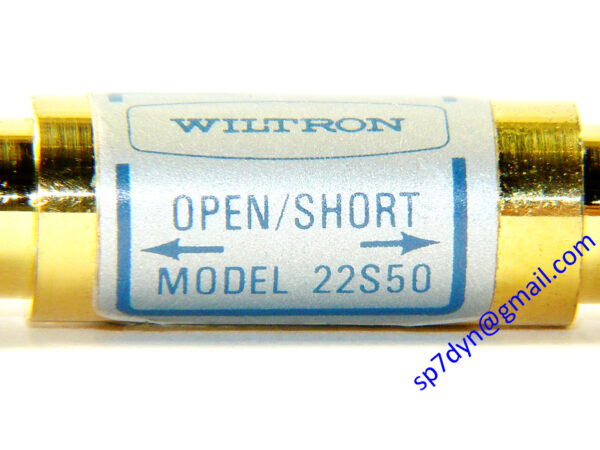 WILTRON
OPEN/SHORT
MODEL 22S50
sp7dyn@gmail.com